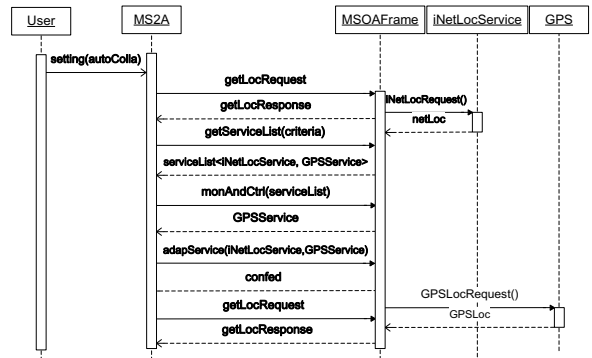 User MS2A MSOAFrame iNetLocService GPS
setting(autoColla)
getLocRequest
iNetLocRequest()
getLocResponse
netLoc
getServiceList(criteria)
serviceList<iNetLocService, GPSService>
monAndCtrl(serviceList)
GPSService
adapService(iNetLocService,GPSService)
confed
GPSLocRequest()
getLocRequest
GPSLoc
getLocResponse